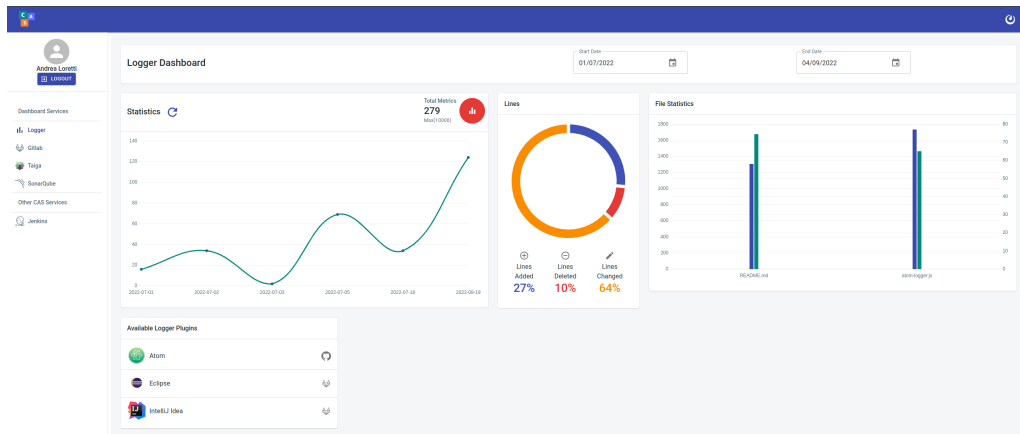 C A
S
Andrea Loretti
LOGOUT
Dashboard Services
Logger
Gitlab
Taiga
SonarQube
Other CAS Services
Jenkins
Logger Dashboard
Start Date
01/07/2022
End Date
04/09/2022
Statistics
Total Metrics
279
Max(10000)
140
120
100
80
60
40
20
0
2022-07-01 2022-07-02 2022-07-03 2022-07-05 2022-07-18 2022-08-19
Lines
Lines Added
27%
Lines Deleted
10%
Lines Changed
64%
File Statistics
1800
1600
1400
1200
1000
800
600
400
200
0
80
70
60
50
40
30
20
10
0
README.md atom-logger.js
Available Logger Plugins
Atom
Eclipse
IJ
IntelliJ Idea